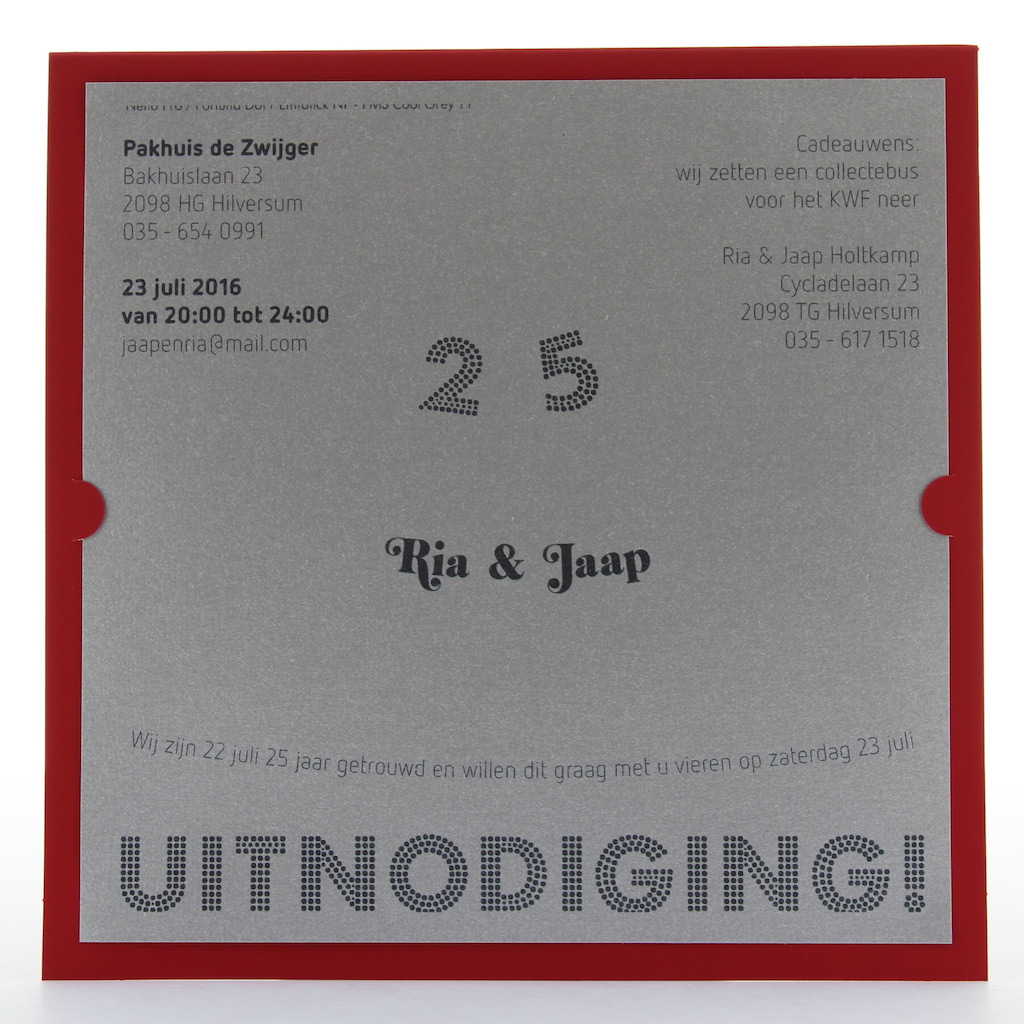 Pakhuis de Zwijger
Bakhuislaan 23
2098 HG Hilversum
035 - 654 0991
23 juli 2016
van 20:00 tot 24:00
jaapenria@mail.com
Cadeauwens:
wij zetten een collectebus
voor het KWF neer
Ria & Jaap Holtkamp
Cycladelaan 23
2098 TG Hilversum
035 - 617 1518
2 5
Ria & Jaap
Wij zijn 22 juli 25 jaar getrouwd en willen dit graag met u vieren op zaterdag 23 juli
UITNODIGING!